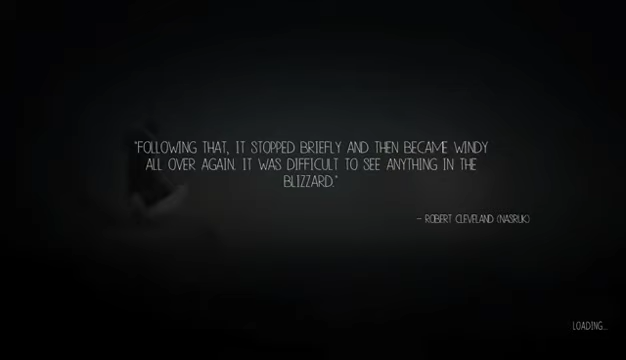 "FOLLOWING THAT, IT STOPPED BRIEFLY AND THEN BECAME WINDY
ALL OVER AGAIN. IT WAS DIFFICULT TO SEE ANYTHING IN THE
BLIZZARD."
- ROBERT CLEVELAND (NASRUK)
LOADING...